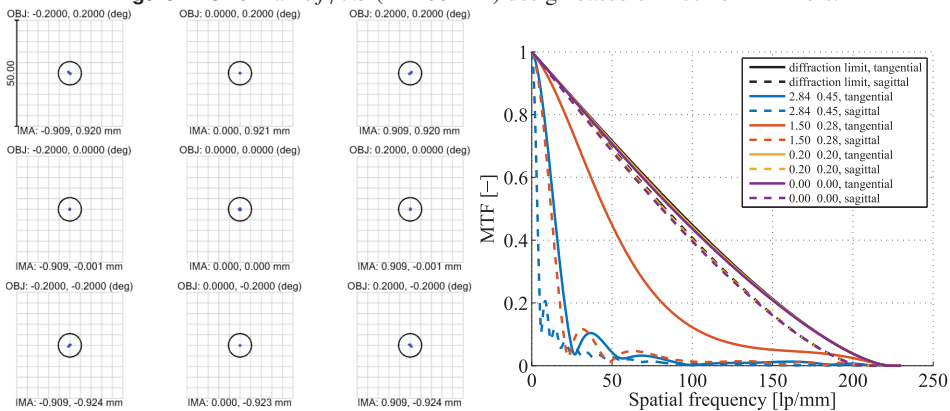 Figure design based on
OBJ: -0.2000, 0.2000 (deg)
OBJ: 0.0000, 0.2000 (deg)
OBJ: 0.2000, 0.2000 (deg)
50.00
IMA: -0.909, 0.920 mm
IMA: 0.000, 0.921 mm
IMA: 0.909, 0.920 mm
OBJ: -0.2000, 0.0000 (deg)
OBJ: 0.0000, 0.0000 (deg)
OBJ: 0.2000, 0.0000 (deg)
IMA: -0.909, -0.001 mm
IMA: 0.000, 0.000 mm
IMA: 0.909, -0.001 mm
OBJ: -0.2000, -0.2000 (deg)
OBJ: 0.0000, -0.2000 (deg)
OBJ: 0.2000, -0.2000 (deg)
IMA: -0.909, -0.924 mm
IMA: 0.000, -0.923 mm
IMA: 0.909, -0.924 mm
1
0.8
0.6
0.4
0.2
0
MTF [−]
diffraction limit, tangential
diffraction limit, sagittal
2.84 0.45, tangential
2.84 0.45, sagittal
1.50 0.28, tangential
1.50 0.28, sagittal
0.20 0.20, tangential
0.20 0.20, sagittal
0.00 0.00, tangential
0.00 0.00, sagittal
0 50 100 150 200 250
Spatial frequency [lp/mm]